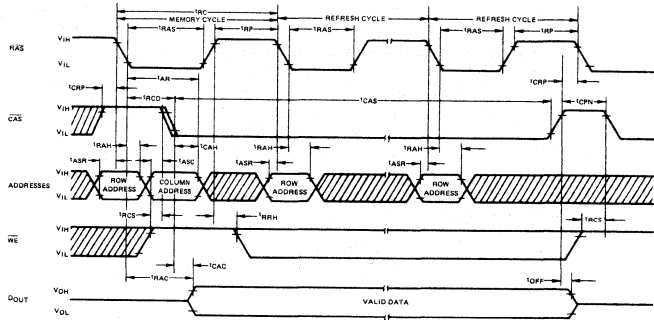 tRC
MEMORY CYCLE REFRESH CYCLE REFRESH CYCLE
tRAS tRP tRAS tRAS tRP
RAS VIH
VIL
tAR
tCRP tRCD tCAS tCRP tCPN
CAS VIH
VIL
tRAH tCAH tRAH tRAH
tASR tASC tASR tASR
ADDRESSES VIH
VIL
ROW ADDRESS COLUMN ADDRESS ROW ADDRESS ROW ADDRESS
tRCS tRRH tRCS
WE VIH
VIL
tCAC
tRAC tOFF
DOUT VOH
VOL
VALID DATA